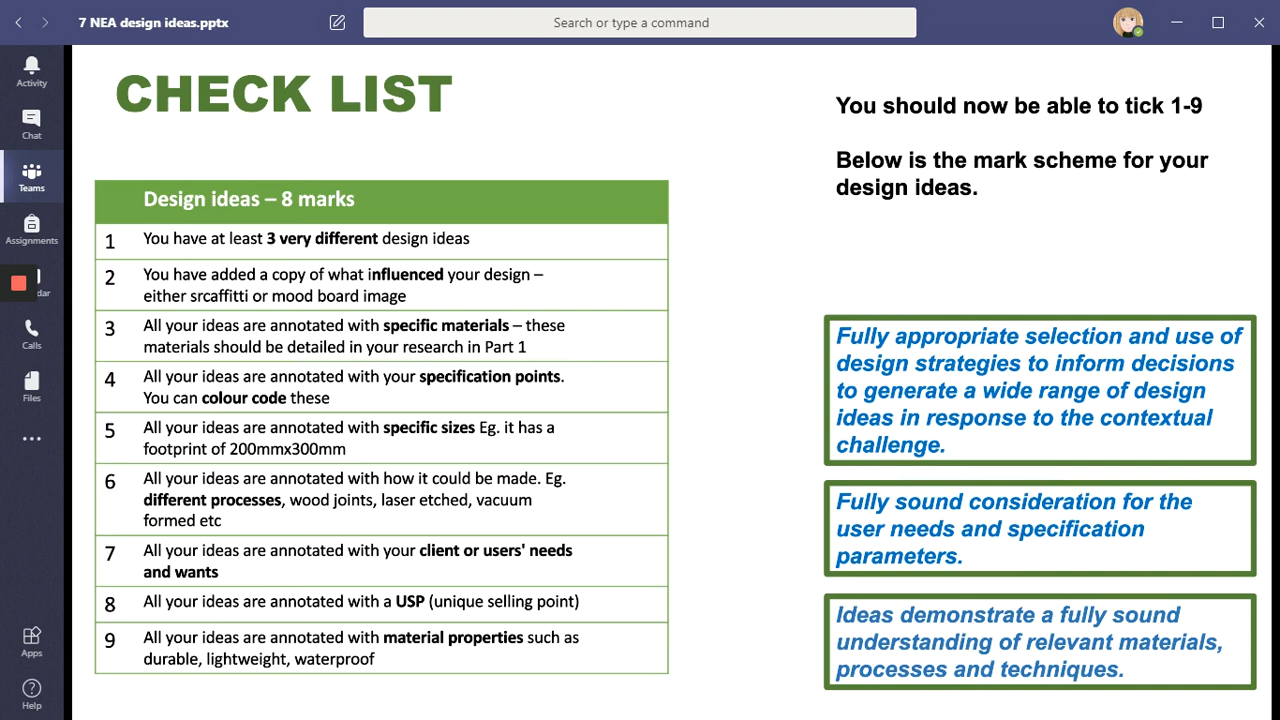 7 NEA design ideas.pptx
Search or type a command
Activity
Chat
Teams
Assignments
dar
Calls
Files
Apps
Help
CHECK LIST
Design ideas – 8 marks
1 You have at least 3 very different design ideas
2 You have added a copy of what influenced your design –
either srcaffitti or mood board image
3 All your ideas are annotated with specific materials – these
materials should be detailed in your research in Part 1
4 All your ideas are annotated with your specification points.
You can colour code these
5 All your ideas are annotated with specific sizes Eg. it has a
footprint of 200mmx300mm
6 All your ideas are annotated with how it could be made. Eg.
different processes, wood joints, laser etched, vacuum
formed etc
7 All your ideas are annotated with your client or users' needs
and wants
8 All your ideas are annotated with a USP (unique selling point)
9 All your ideas are annotated with material properties such as
durable, lightweight, waterproof
You should now be able to tick 1-9
Below is the mark scheme for your
design ideas.
Fully appropriate selection and use of
design strategies to inform decisions
to generate a wide range of design
ideas in response to the contextual
challenge.
Fully sound consideration for the
user needs and specification
parameters.
Ideas demonstrate a fully sound
understanding of relevant materials,
processes and techniques.